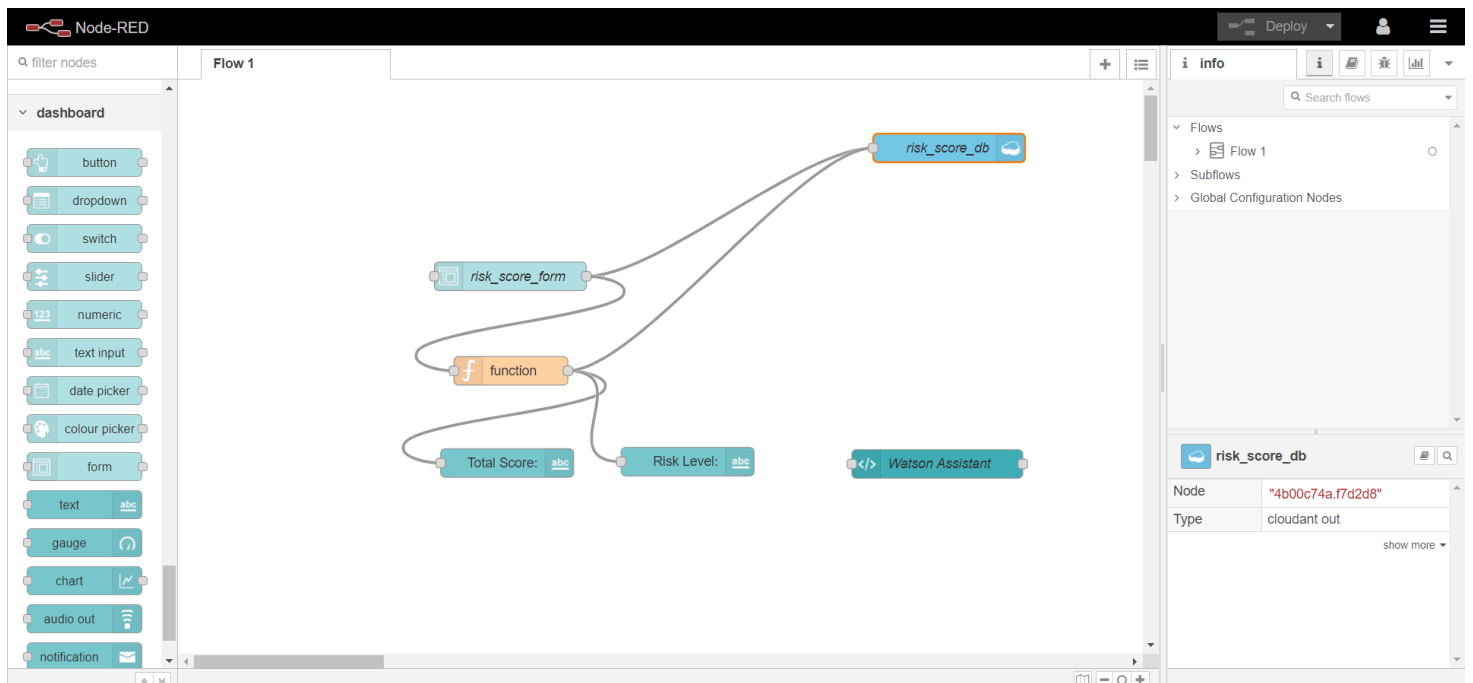 Node-RED
Deploy
filter nodes
Flow 1
i info
i
Search flows
dashboard
button
dropdown
switch
slider
123 numeric
abc text input
date picker
colour picker
form
text abc
gauge
chart
audio out
notification
risk_score_db
risk_score_form
f function
Total Score: abc
Risk Level: abc
</> Watson Assistant
Flows
Flow 1
Subflows
Global Configuration Nodes
risk_score_db
Node "4b00c74a.f7d2d8"
Type cloudant out
show more